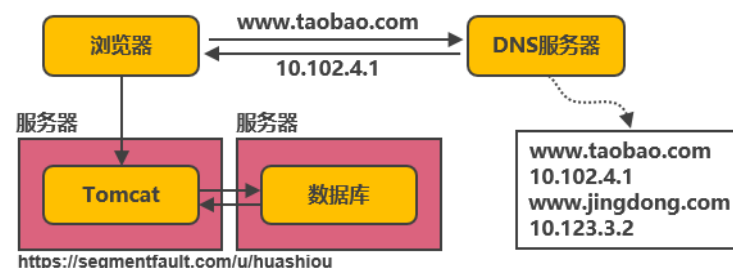 www.taobao.com
浏览器
DNS服务器
10.102.4.1
服务器
服务器
Tomcat
数据库
www.taobao.com
10.102.4.1
www.jingdong.com
10.123.3.2
https://segmentfault.com/u/huashiou